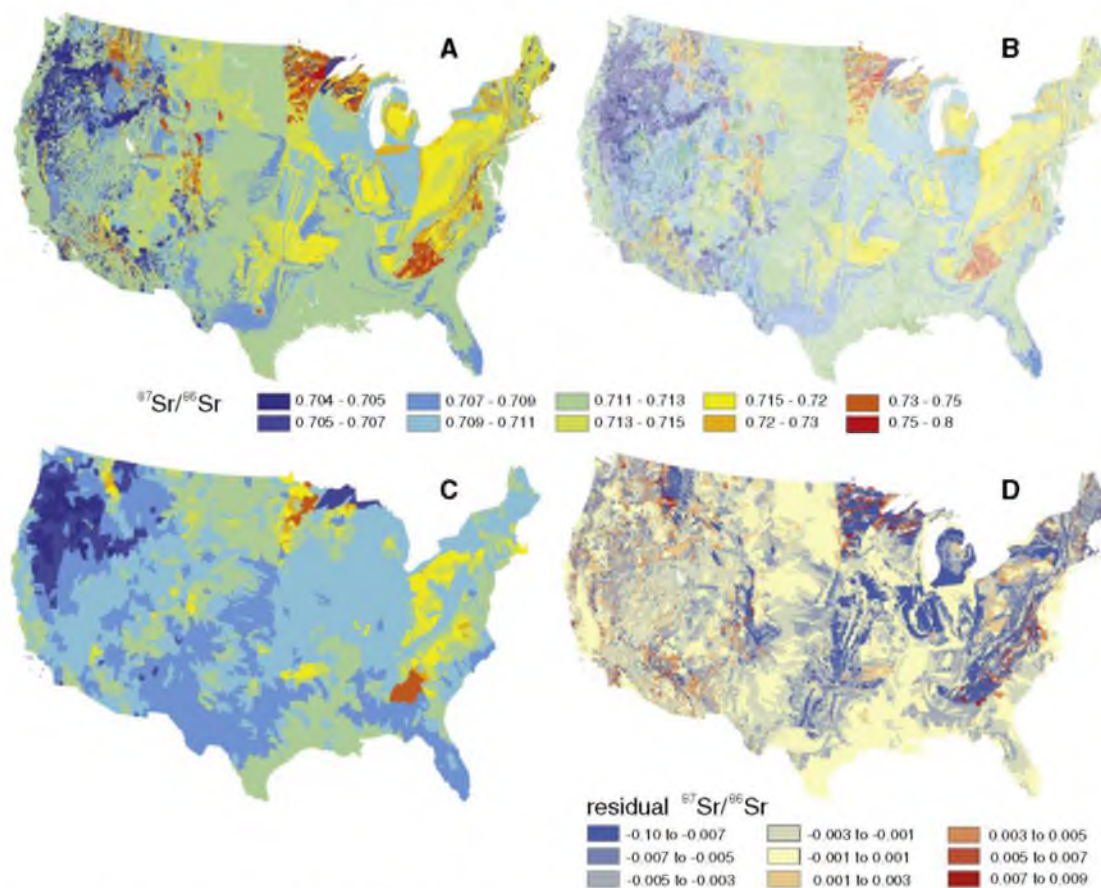 A
B
⁸⁷Sr/⁸⁶Sr
0.704 - 0.705
0.707 - 0.709
0.711 - 0.713
0.715 - 0.72
0.73 - 0.75
0.705 - 0.707
0.709 - 0.711
0.713 - 0.715
0.72 - 0.73
0.75 - 0.8
C
D
residual ⁸⁷Sr/⁸⁶Sr
-0.10 to -0.007
-0.003 to -0.001
0.003 to 0.005
-0.007 to -0.005
-0.001 to 0.001
0.005 to 0.007
-0.005 to -0.003
0.001 to 0.003
0.007 to 0.009